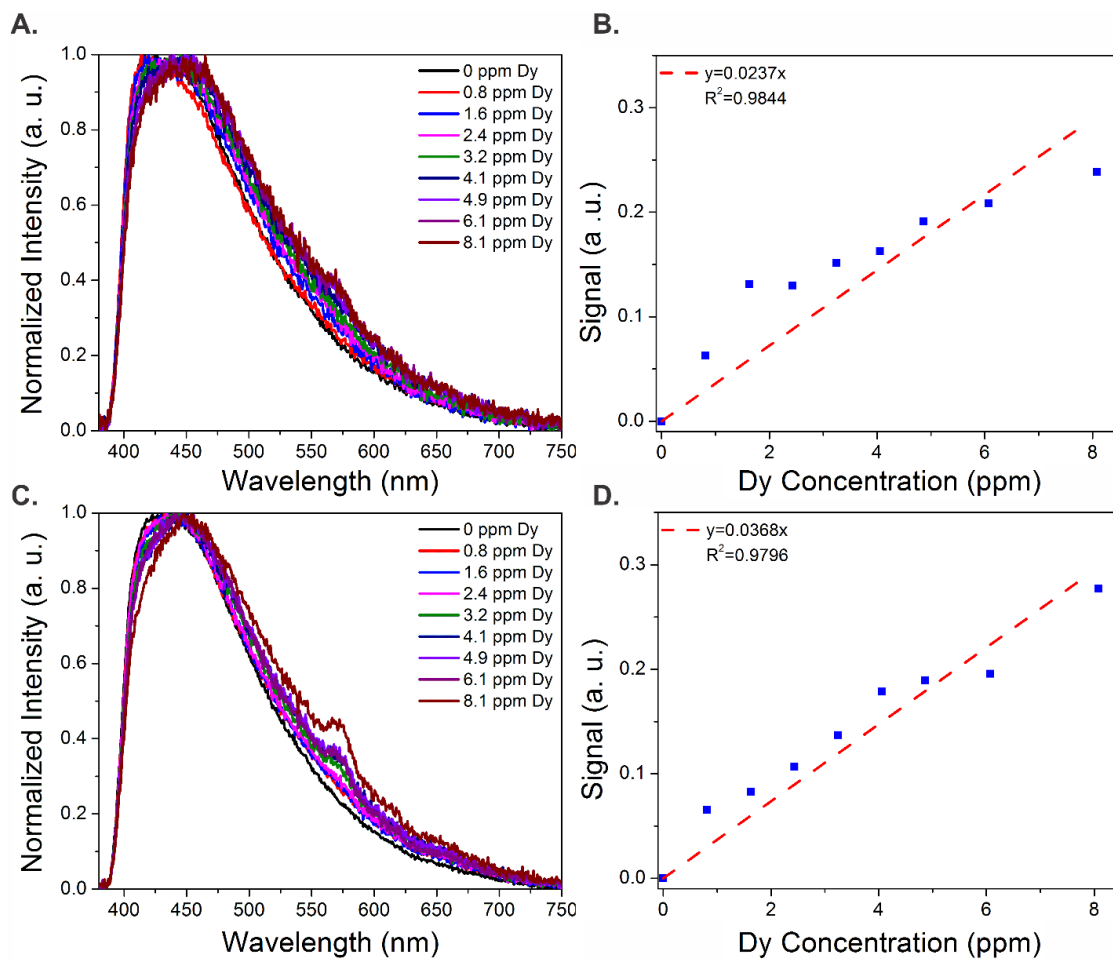 A.
Normalized Intensity (a. u.)
1.0
0.8
0.6
0.4
0.2
0.0
0 ppm Dy
0.8 ppm Dy
1.6 ppm Dy
2.4 ppm Dy
3.2 ppm Dy
4.1 ppm Dy
4.9 ppm Dy
6.1 ppm Dy
8.1 ppm Dy
400 450 500 550 600 650 700 750
Wavelength (nm)
B.
Signal (a .u.)
0.3
0.2
0.1
0.0
y=0.0237x
R²=0.9844
0 2 4 6 8
Dy Concentration (ppm)
C.
Normalized Intensity (a. u.)
1.0
0.8
0.6
0.4
0.2
0.0
0 ppm Dy
0.8 ppm Dy
1.6 ppm Dy
2.4 ppm Dy
3.2 ppm Dy
4.1 ppm Dy
4.9 ppm Dy
6.1 ppm Dy
8.1 ppm Dy
400 450 500 550 600 650 700 750
Wavelength (nm)
D.
Signal (a. u.)
0.3
0.2
0.1
0.0
y=0.0368x
R²=0.9796
0 2 4 6 8
Dy Concentration (ppm)